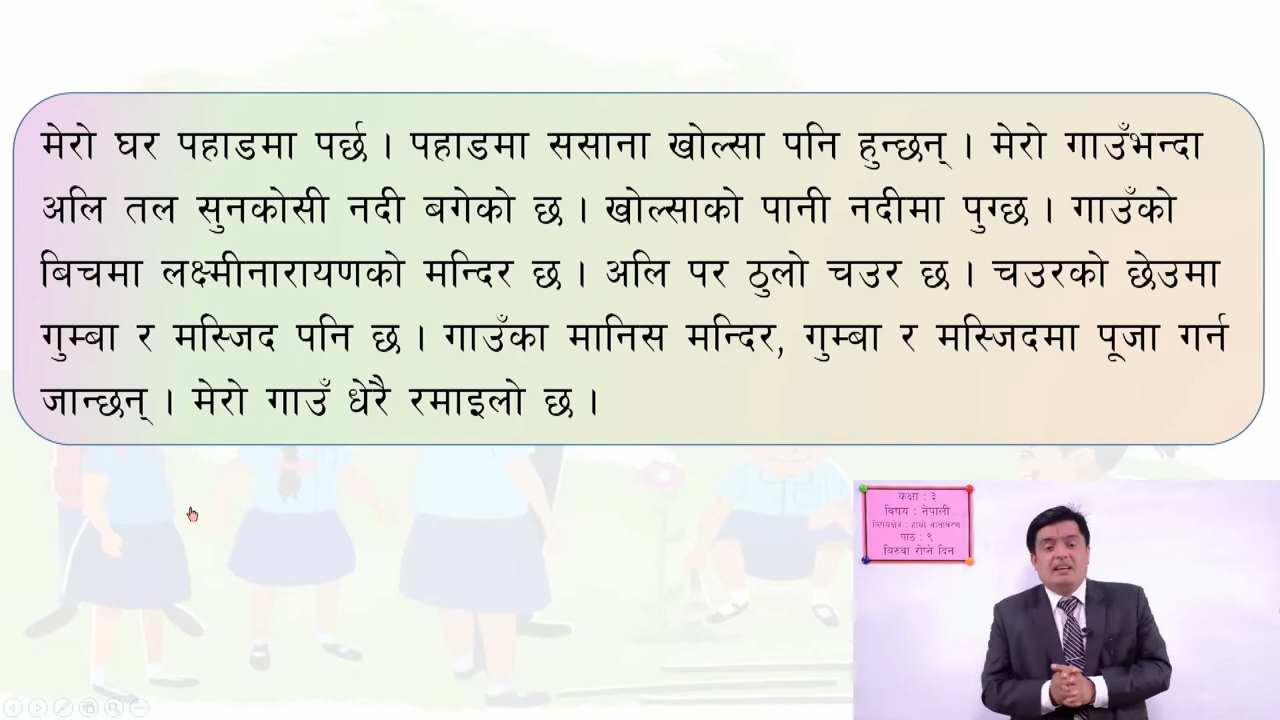 मेरो घर पहाडमा पर्छ । पहाडमा ससाना खोल्सा पनि हुन्छन् । मेरो गाउँभन्दा
अलि तल सुनकोसी नदी बगेको छ । खोल्साको पानी नदीमा पुग्छ । गाउँको
बिचमा लक्ष्मीनारायणको मन्दिर छ । अलि पर ठुलो चउर छ । चउरको छेउमा
गुम्बा र मस्जिद पनि छ । गाउँका मानिस मन्दिर, गुम्बा र मस्जिदमा पूजा गर्न
जान्छन् । मेरो गाउँ धेरै रमाइलो छ ।
कक्षा : ३
विषय : नेपाली
विषयक्षेत्र : हाम्रो वातावरण
पाठ : ९
बिरुवा रोप्ने दिन